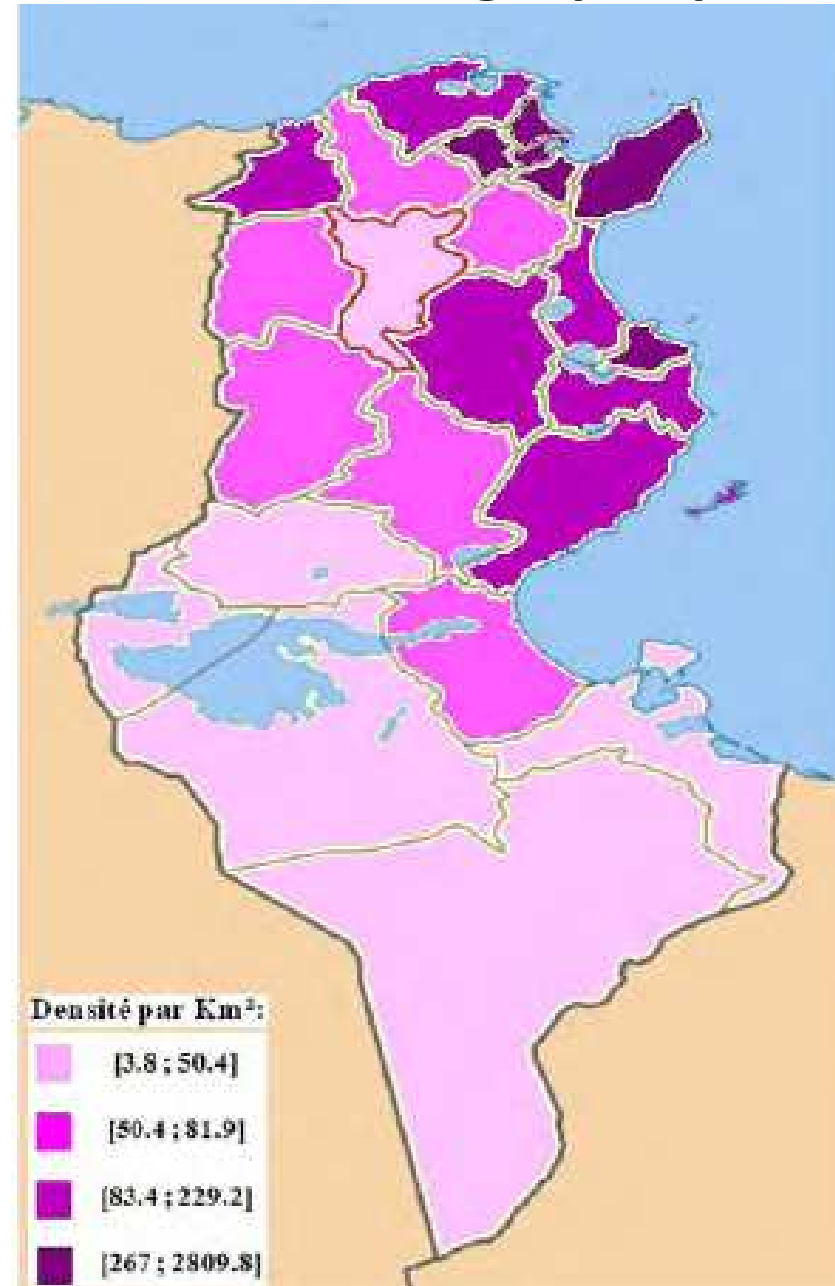 Densité par Km²:
[3.8 ; 50.4]
[50.4 ; 81.9]
[83.4 ; 229.2]
[267 ; 2809.8]